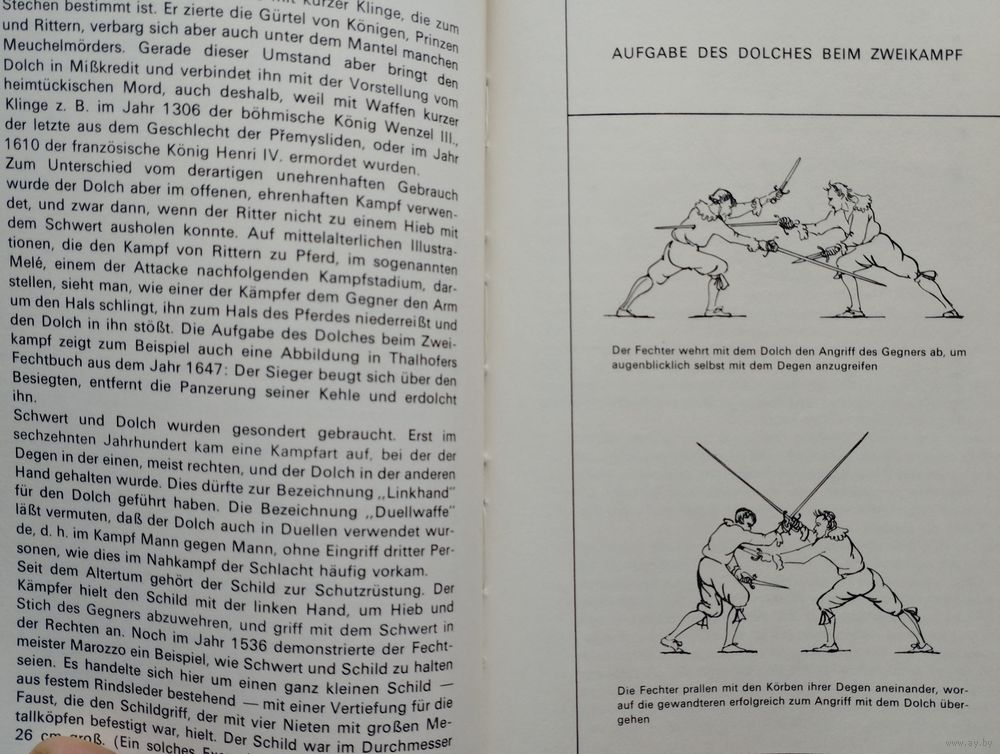 kurzer Klinge, die zum
Stechen bestimmt ist. Er zierte die Gürtel von Königen, Prinzen
und Rittern, verbarg sich aber auch unter dem Mantel manchen
Meuchelmörders. Gerade dieser Umstand aber bringt den
Dolch in Mißkredit und verbindet ihn mit der Vorstellung vom
heimtückischen Mord, auch deshalb, weil mit Waffen kurzer
Klinge z. B. im Jahr 1306 der böhmische König Wenzel III.,
der letzte aus dem Geschlecht der Přemysliden, oder im Jahr
1610 der französische König Henri IV. ermordet wurden.
Zum Unterschied vom derartigen unehrenhaften Gebrauch
wurde der Dolch aber im offenen, ehrenhaften Kampf verwen-
det, und zwar dann, wenn der Ritter nicht zu einem Hieb mit
dem Schwert ausholen konnte. Auf mittelalterlichen Illustra-
tionen, die den Kampf von Rittern zu Pferd, im sogenannten
Melé, einem der Attacke nachfolgenden Kampfstadium, dar-
stellen, sieht man, wie einer der Kämpfer dem Gegner den Arm
um den Hals schlingt, ihn zum Hals des Pferdes niederreißt und
den Dolch in ihn stößt. Die Aufgabe des Dolches beim Zwei-
kampf zeigt zum Beispiel auch eine Abbildung in Thalhofers
Fechtbuch aus dem Jahr 1647: Der Sieger beugt sich über den
Besiegten, entfernt die Panzerung seiner Kehle und erdolcht
ihn.
Schwert und Dolch wurden gesondert gebraucht. Erst im
sechzehnten Jahrhundert kam eine Kampfart auf, bei der der
Degen in der einen, meist rechten, und der Dolch in der anderen
Hand gehalten wurde. Dies dürfte zur Bezeichnung „Linkhand"
für den Dolch geführt haben. Die Bezeichnung „Duellwaffe"
läßt vermuten, daß der Dolch auch in Duellen verwendet wur-
de, d. h. im Kampf Mann gegen Mann, ohne Eingriff dritter Per-
sonen, wie dies im Nahkampf der Schlacht häufig vorkam.
Seit dem Altertum gehört der Schild zur Schutzrüstung. Der
Kämpfer hielt den Schild mit der linken Hand, um Hieb und
Stich des Gegners abzuwehren, und griff mit dem Schwert in
der Rechten an. Noch im Jahr 1536 demonstrierte der Fecht-
meister Marozzo ein Beispiel, wie Schwert und Schild zu halten
seien. Es handelte sich hier um einen ganz kleinen Schild —
aus festem Rindsleder bestehend — mit einer Vertiefung für die
Faust, die den Schildgriff, der mit vier Nieten mit großen Me-
tallköpfen befestigt war, hielt. Der Schild war im Durchmesser
26 cm groß. (Ein solches
AUFGABE DES DOLCHES BEIM ZWEIKAMPF
Der Fechter wehrt mit dem Dolch den Angriff des Gegners ab, um
augenblicklich selbst mit dem Degen anzugreifen
Die Fechter prallen mit den Körben ihrer Degen aneinander, wor-
auf die gewandteren erfolgreich zum Angriff mit dem Dolch über-
gehen
www.ay.by